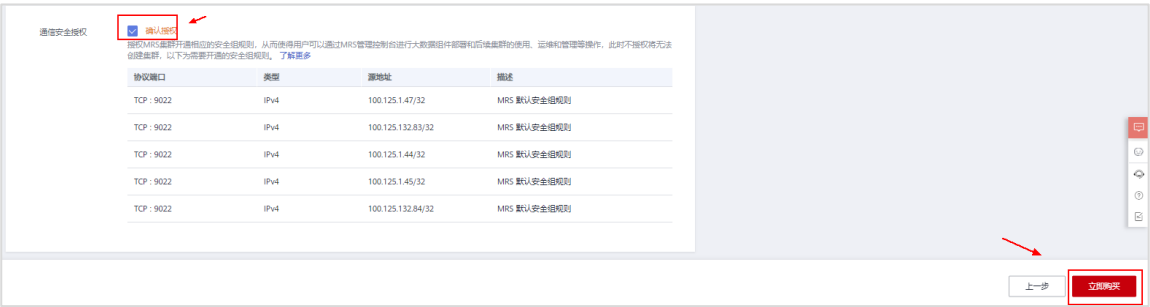 通信安全授权
确认授权
授权MRS集群开通相应的安全组规则，从而使得用户可以通过MRS管理控制台进行大数据组件部署和后续集群的使用、运维和管理等操作，此时不授权将无法
创建集群，以下为需要开通的安全组规则。 了解更多
协议端口 类型 源地址 描述
TCP : 9022 IPv4 100.125.1.47/32 MRS 默认安全组规则
TCP : 9022 IPv4 100.125.132.83/32 MRS 默认安全组规则
TCP : 9022 IPv4 100.125.1.44/32 MRS 默认安全组规则
TCP : 9022 IPv4 100.125.1.45/32 MRS 默认安全组规则
TCP : 9022 IPv4 100.125.132.84/32 MRS 默认安全组规则
上一步 立即购买